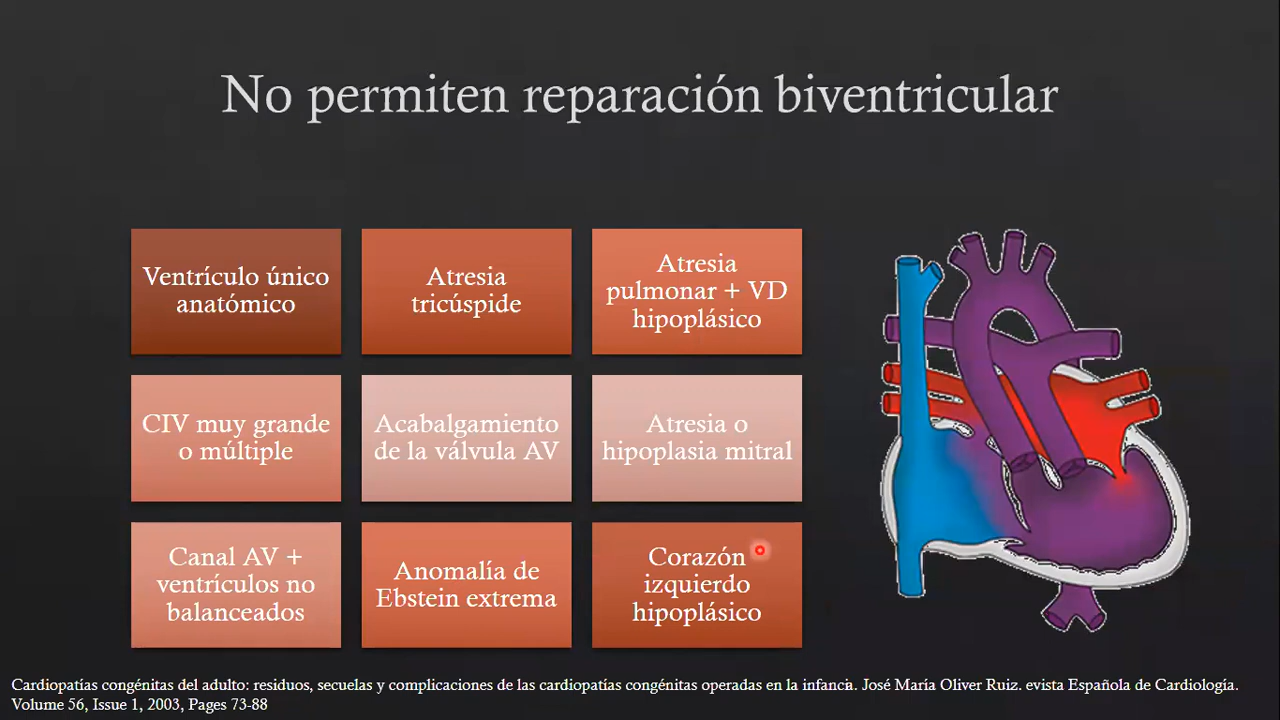 No permiten reparación biventricular
Ventrículo único
anatómico
Atresia
tricúspide
Atresia
pulmonar + VD
hipoplásico
CIV muy grande
o múltiple
Acabalgamiento
de la válvula AV
Atresia o
hipoplasia mitral
Canal AV +
ventrículos no
balanceados
Anomalía de
Ebstein extrema
Corazón
izquierdo
hipoplásico
Cardiopatías congénitas del adulto: residuos, secuelas y complicaciones de las cardiopatías congénitas operadas en la infancia. José María Oliver Ruiz. evista Española de Cardiología.
Volume 56, Issue 1, 2003, Pages 73-88